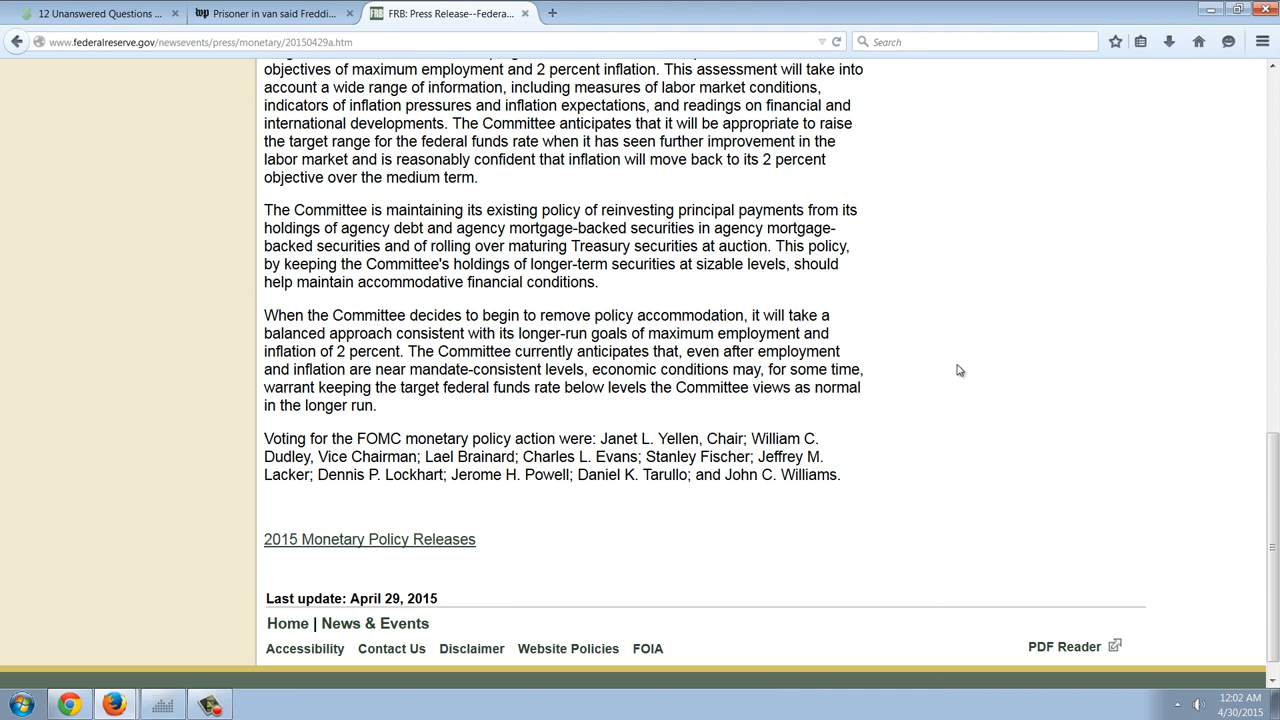 12 Unanswered Questions ...
Prisoner in van said Freddi...
FRB: Press Release--Federa...
www.federalreserve.gov/newsevents/press/monetary/20150429a.htm
Search
objectives of maximum employment and 2 percent inflation. This assessment will take into
account a wide range of information, including measures of labor market conditions,
indicators of inflation pressures and inflation expectations, and readings on financial and
international developments. The Committee anticipates that it will be appropriate to raise
the target range for the federal funds rate when it has seen further improvement in the
labor market and is reasonably confident that inflation will move back to its 2 percent
objective over the medium term.
The Committee is maintaining its existing policy of reinvesting principal payments from its
holdings of agency debt and agency mortgage-backed securities in agency mortgage-
backed securities and of rolling over maturing Treasury securities at auction. This policy,
by keeping the Committee's holdings of longer-term securities at sizable levels, should
help maintain accommodative financial conditions.
When the Committee decides to begin to remove policy accommodation, it will take a
balanced approach consistent with its longer-run goals of maximum employment and
inflation of 2 percent. The Committee currently anticipates that, even after employment
and inflation are near mandate-consistent levels, economic conditions may, for some time,
warrant keeping the target federal funds rate below levels the Committee views as normal
in the longer run.
Voting for the FOMC monetary policy action were: Janet L. Yellen, Chair; William C.
Dudley, Vice Chairman; Lael Brainard; Charles L. Evans; Stanley Fischer; Jeffrey M.
Lacker; Dennis P. Lockhart; Jerome H. Powell; Daniel K. Tarullo; and John C. Williams.
2015 Monetary Policy Releases
Last update: April 29, 2015
Home | News & Events
Accessibility Contact Us Disclaimer Website Policies FOIA
PDF Reader
12:02 AM
4/30/2015